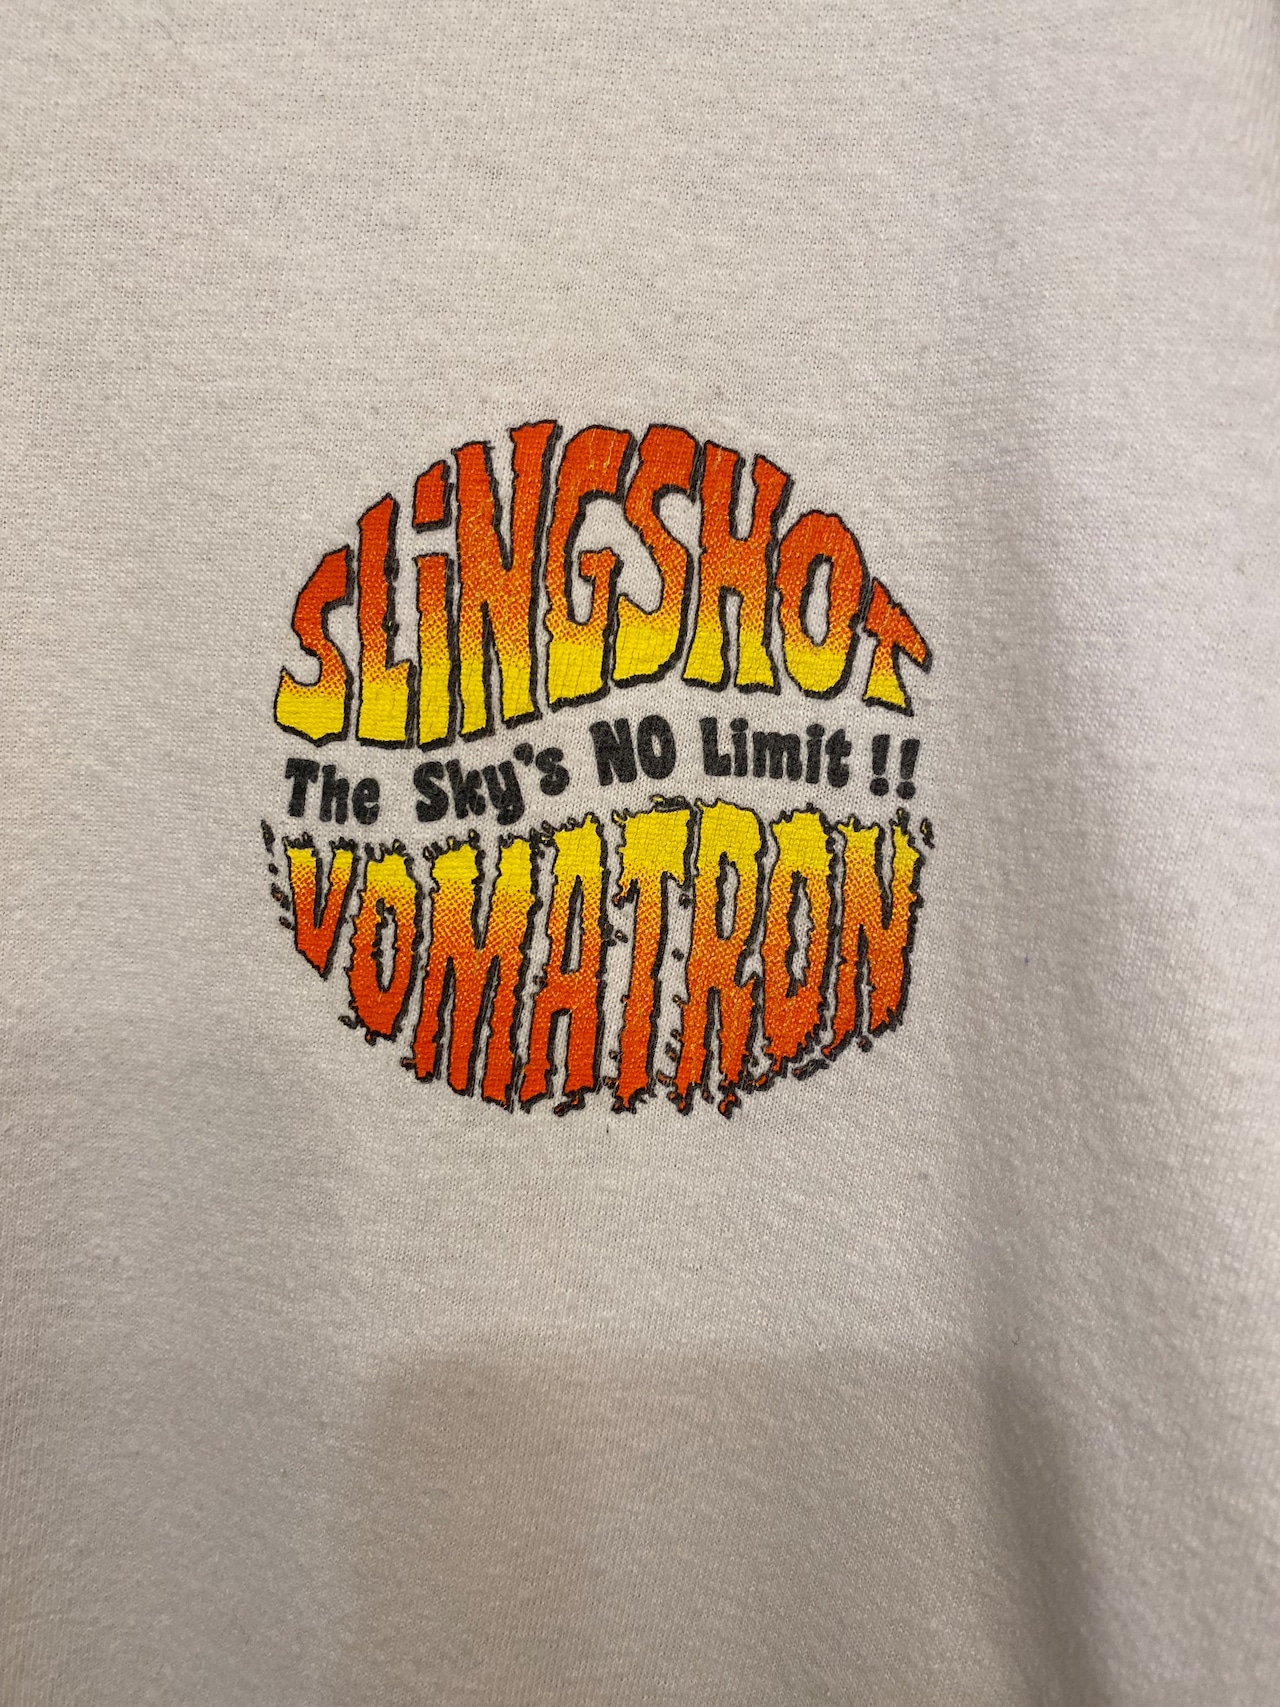 SLiNGSHOT
The Sky's NO Limit!!
VOMATRON